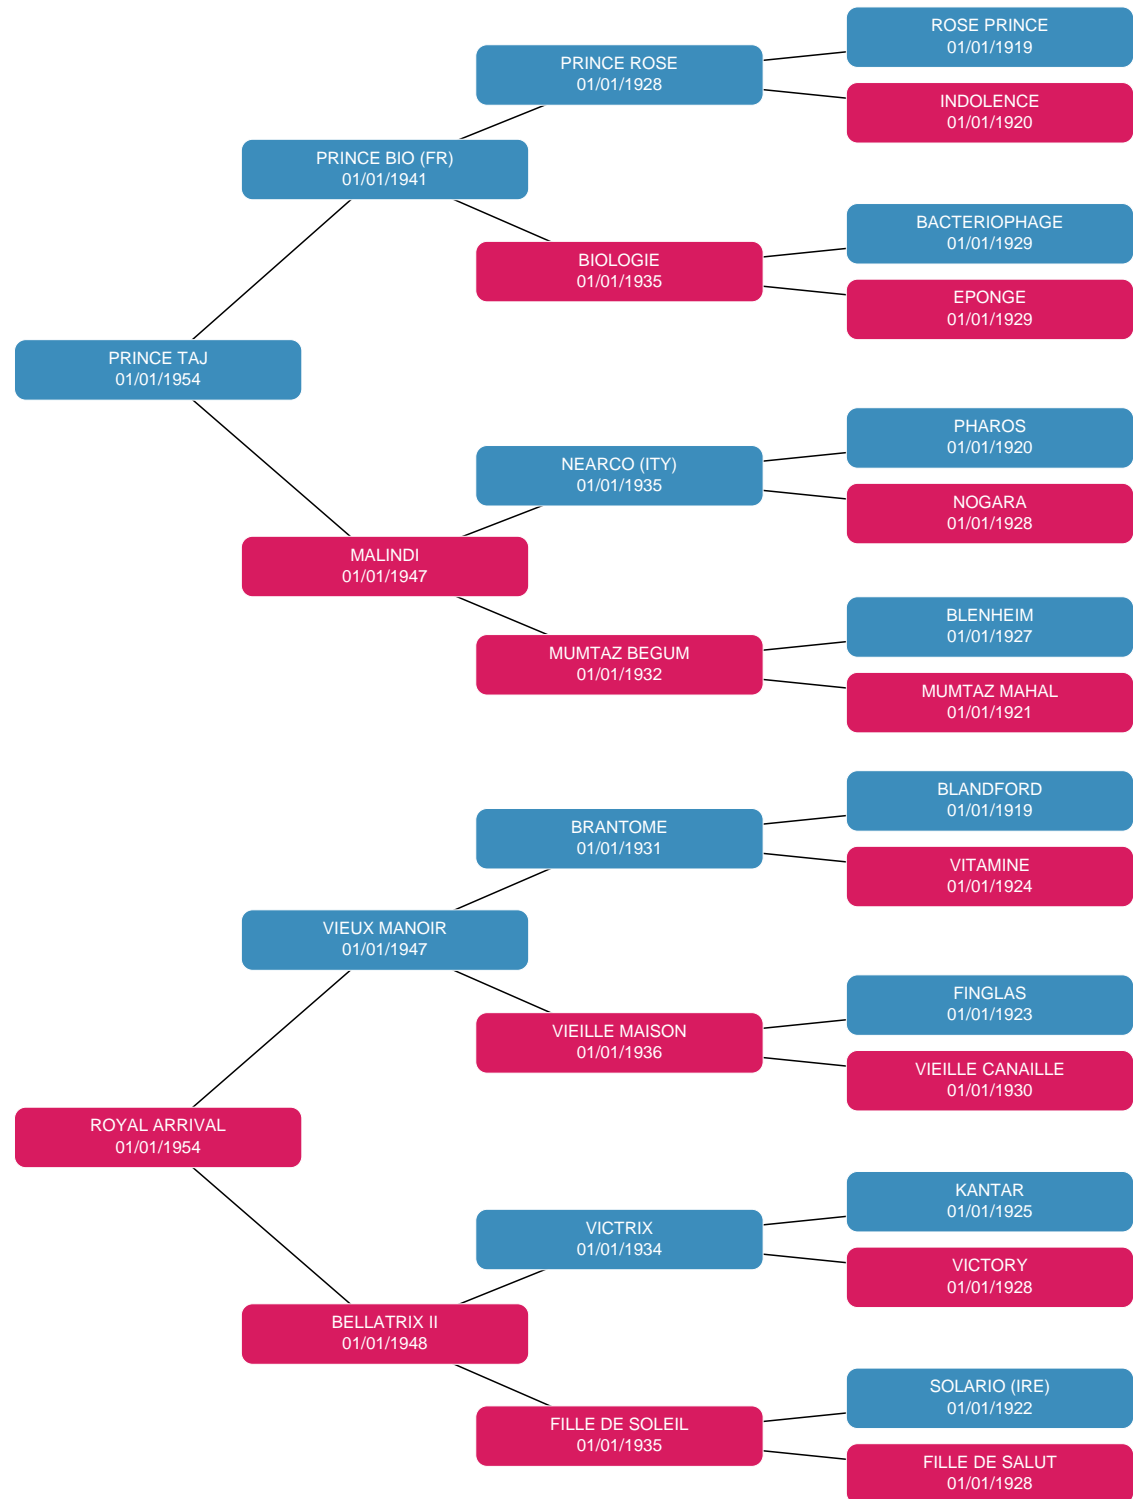 ROSE PRINCE
01/01/1919
PRINCE ROSE
01/01/1928
INDOLENCE
01/01/1920
PRINCE BIO (FR)
01/01/1941
BACTERIOPHAGE
01/01/1929
BIOLOGIE
01/01/1935
EPONGE
01/01/1929
PRINCE TAJ
01/01/1954
PHAROS
01/01/1920
NEARCO (ITY)
01/01/1935
NOGARA
01/01/1928
MALINDI
01/01/1947
BLENHEIM
01/01/1927
MUMTAZ BEGUM
01/01/1932
MUMTAZ MAHAL
01/01/1921
BLANDFORD
01/01/1919
BRANTOME
01/01/1931
VITAMINE
01/01/1924
VIEUX MANOIR
01/01/1947
FINGLAS
01/01/1923
VIEILLE MAISON
01/01/1936
VIEILLE CANAILLE
01/01/1930
ROYAL ARRIVAL
01/01/1954
KANTAR
01/01/1925
VICTRIX
01/01/1934
VICTORY
01/01/1928
BELLATRIX II
01/01/1948
SOLARIO (IRE)
01/01/1922
FILLE DE SOLEIL
01/01/1935
FILLE DE SALUT
01/01/1928